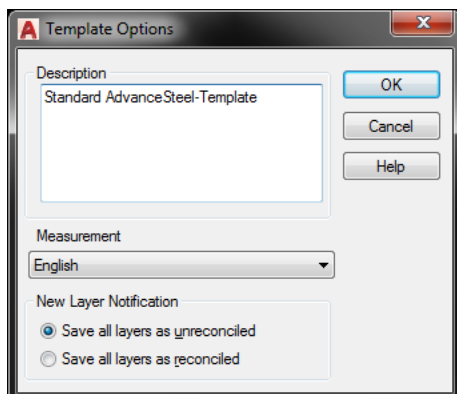 Template Options
Description
Standard AdvanceSteel-Template
OK
Cancel
Help
Measurement
English
New Layer Notification
Save all layers as unreconciled
Save all layers as reconciled